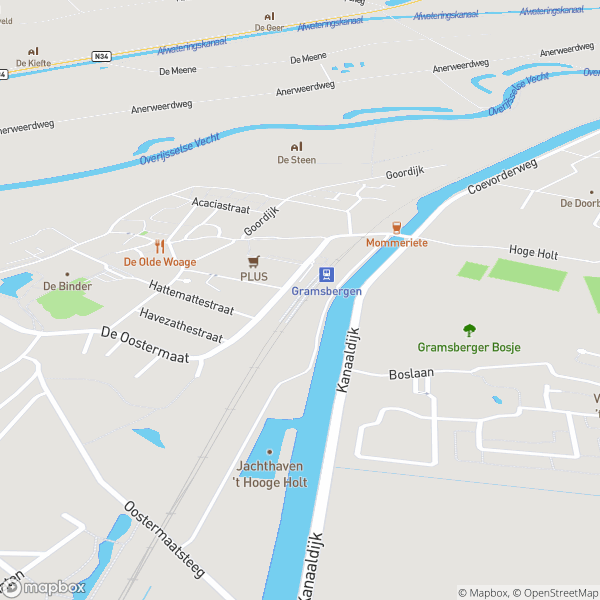 Afwateringskanaal
De Geer
Afwateringskanaal
De Kiefte
N34
De Meene
De Meene
Anerweerdweg
Anerweerdweg
Anerweerdweg
Anerweerdweg
Overijsselse Vecht
Overijsselse Vecht
De Steen
Goordijk
Coevorderweg
Acaciastraat
Goordijk
Mommeriete
Hoge Holt
De Olde Woage
PLUS
Gramsbergen
De Binder
Hattemattestraat
Havezathestraat
De Oostermaat
Kanaaldijk
Gramsberger Bosje
Boslaan
Jachthaven
't Hooge Holt
Oostermaatsteeg
Kanaaldijk
mapbox
© Mapbox, © OpenStreetMap